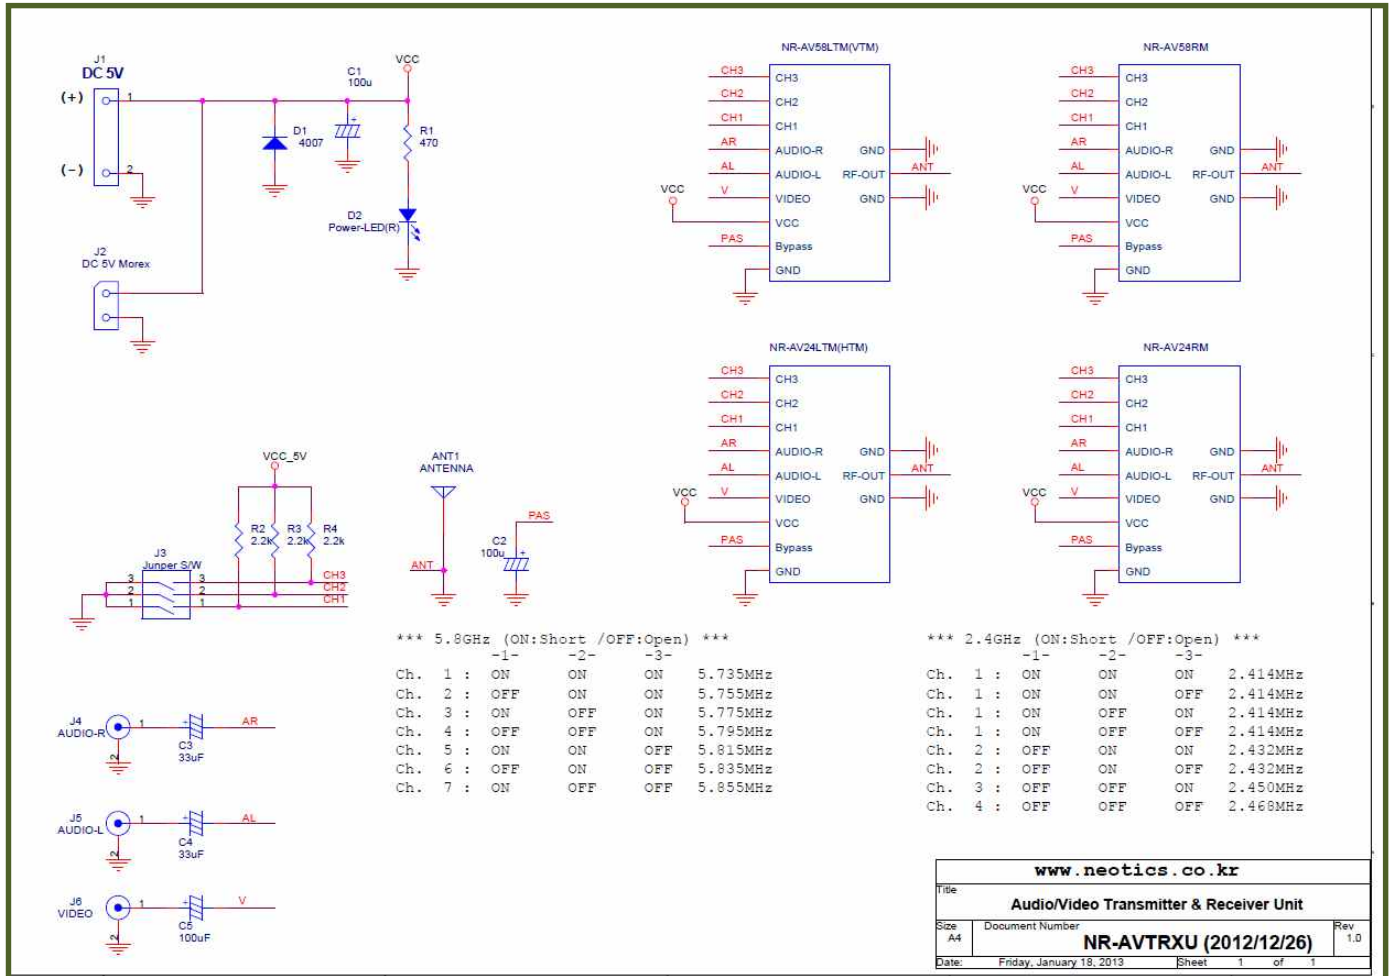 J1
DC 5V
(+) 1
(-) 2
C1
100u
VCC
D1
4007
R1
470
D2
Power-LED(R)
J2
DC 5V Morex
NR-AV58LTM(VTM)
CH3 CH3
CH2 CH2
CH1 CH1
AR AUDIO-R GND
AL AUDIO-L RF-OUT ANT
V VIDEO GND
VCC VCC
PAS Bypass
GND
NR-AV58RM
CH3 CH3
CH2 CH2
CH1 CH1
AR AUDIO-R GND
AL AUDIO-L RF-OUT ANT
V VIDEO GND
VCC VCC
PAS Bypass
GND
NR-AV24LTM(HTM)
CH3 CH3
CH2 CH2
CH1 CH1
AR AUDIO-R GND
AL AUDIO-L RF-OUT ANT
V VIDEO GND
VCC VCC
PAS Bypass
GND
NR-AV24RM
CH3 CH3
CH2 CH2
CH1 CH1
AR AUDIO-R GND
AL AUDIO-L RF-OUT ANT
V VIDEO GND
VCC VCC
PAS Bypass
GND
VCC_5V
R2 R3 R4
2.2k 2.2k 2.2k
J3
Junper S/W
3 3 CH3
2 2 CH2
1 1 CH1
ANT1
ANTENNA
ANT
PAS
C2
100u
*** 5.8GHz (ON:Short /OFF:Open) ***
-1- -2- -3-
Ch. 1 : ON ON ON 5.735MHz
Ch. 2 : OFF ON ON 5.755MHz
Ch. 3 : ON OFF ON 5.775MHz
Ch. 4 : OFF OFF ON 5.795MHz
Ch. 5 : ON ON OFF 5.815MHz
Ch. 6 : OFF ON OFF 5.835MHz
Ch. 7 : ON OFF OFF 5.855MHz
*** 2.4GHz (ON:Short /OFF:Open) ***
-1- -2- -3-
Ch. 1 : ON ON ON 2.414MHz
Ch. 1 : ON ON OFF 2.414MHz
Ch. 1 : ON OFF ON 2.414MHz
Ch. 1 : ON OFF OFF 2.414MHz
Ch. 2 : OFF ON ON 2.432MHz
Ch. 2 : OFF ON OFF 2.432MHz
Ch. 3 : OFF OFF ON 2.450MHz
Ch. 4 : OFF OFF OFF 2.468MHz
J4
AUDIO-R
1 AR
2
C3
33uF
J5
AUDIO-L
1 AL
2
C4
33uF
J6
VIDEO
1 V
2
C5
100uF
www.neotics.co.kr
Title
Audio/Video Transmitter & Receiver Unit
Size Document Number Rev
A4 NR-AVTRXU (2012/12/26) 1.0
Date: Friday, January 18, 2013 Sheet 1 of 1